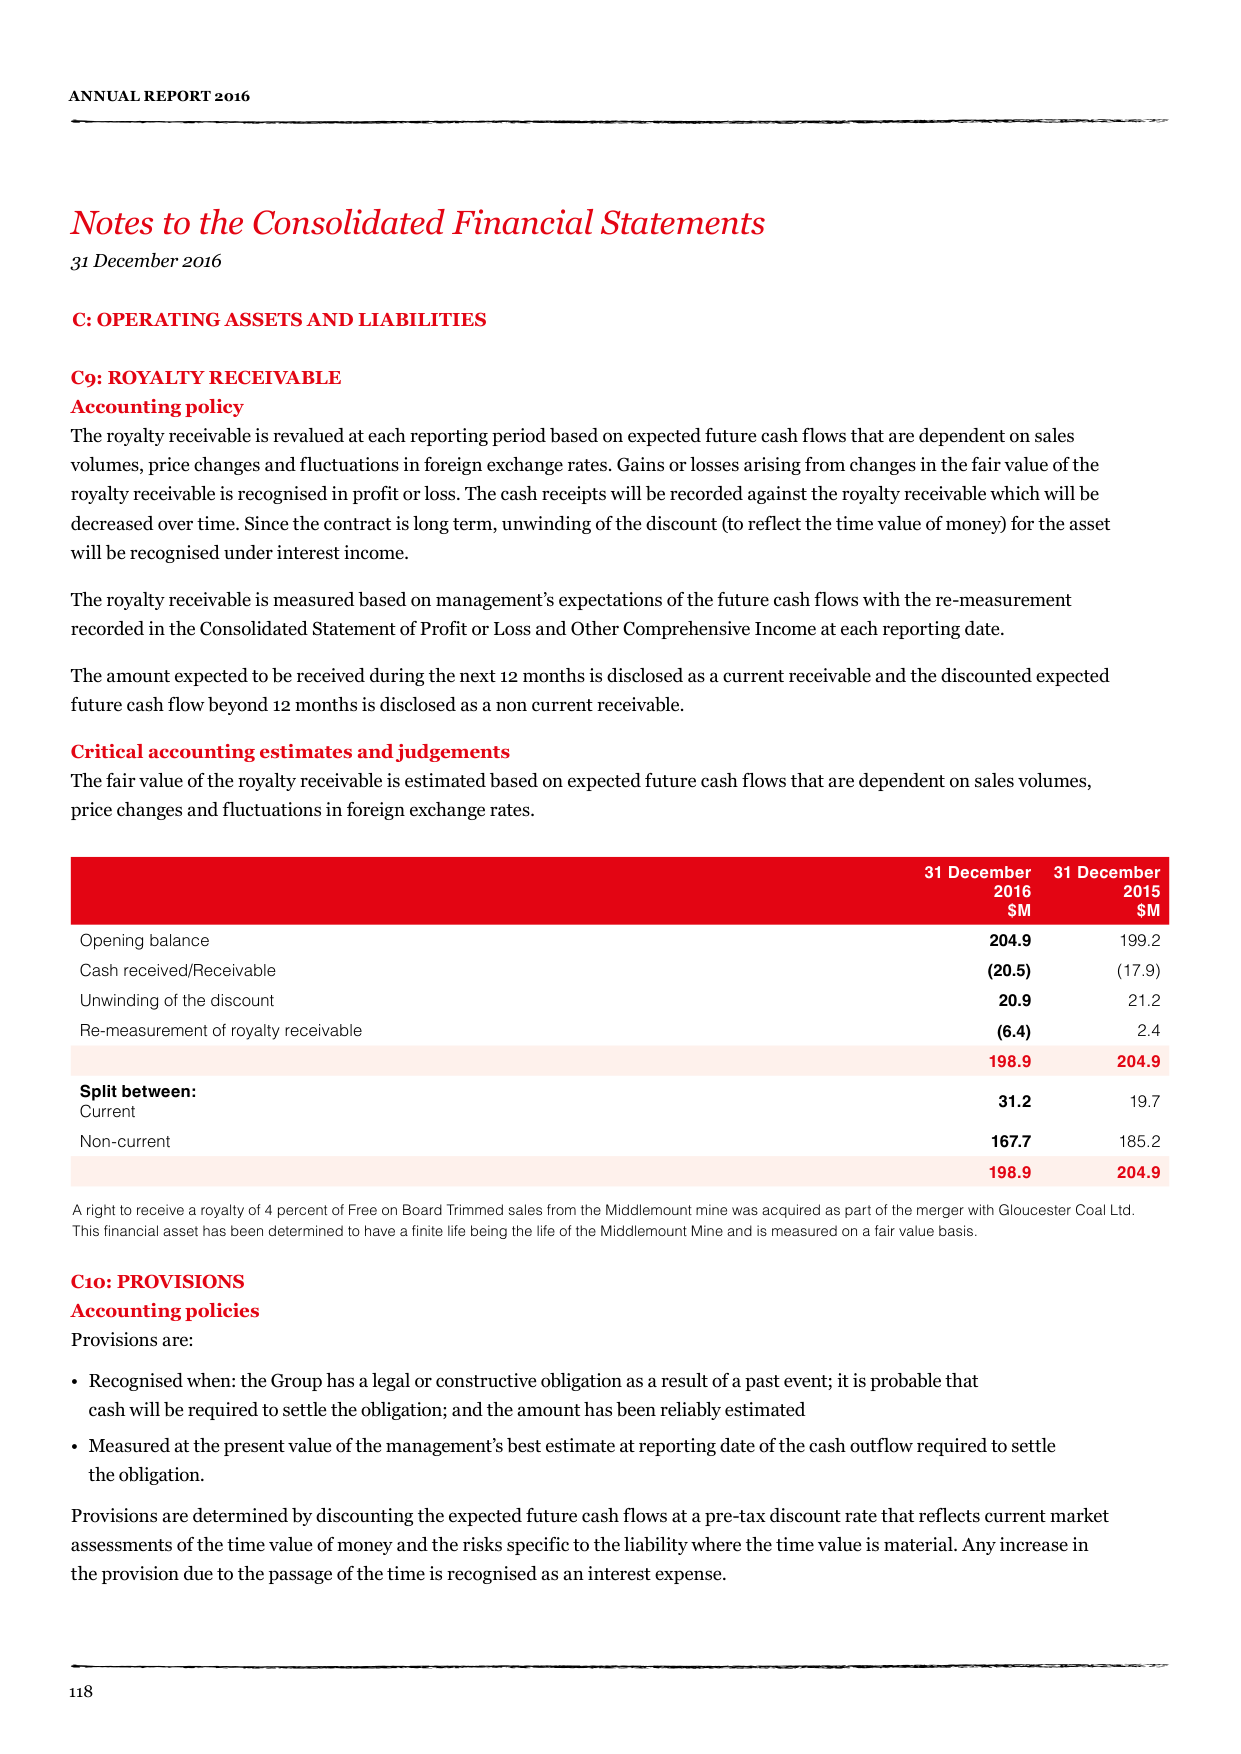 ANNUAL REPORT 2016
Notes to the Consolidated Financial Statements
31 December 2016
C: OPERATING ASSETS AND LIABILITIES
C9: ROYALTY RECEIVABLE
Accounting policy
The royalty receivable is revalued at each reporting period based on expected future cash flows that are dependent on sales
volumes, price changes and fluctuations in foreign exchange rates. Gains or losses arising from changes in the fair value of the
royalty receivable is recognised in profit or loss. The cash receipts will be recorded against the royalty receivable which will be
decreased over time. Since the contract is long term, unwinding of the discount (to reflect the time value of money) for the asset
will be recognised under interest income.
The royalty receivable is measured based on management's expectations of the future cash flows with the re-measurement
recorded in the Consolidated Statement of Profit or Loss and Other Comprehensive Income at each reporting date.
The amount expected to be received during the next 12 months is disclosed as a current receivable and the discounted expected
future cash flow beyond 12 months is disclosed as a non current receivable.
Critical accounting estimates and judgements
The fair value of the royalty receivable is estimated based on expected future cash flows that are dependent on sales volumes,
price changes and fluctuations in foreign exchange rates.
31 December 31 December
2016 2015
$M $M
Opening balance 204.9 199.2
Cash received/Receivable (20.5) (17.9)
Unwinding of the discount 20.9 21.2
Re-measurement of royalty receivable (6.4) 2.4
198.9 204.9
Split between:
Current 31.2 19.7
Non-current 167.7 185.2
198.9 204.9
A right to receive a royalty of 4 percent of Free on Board Trimmed sales from the Middlemount mine was acquired as part of the merger with Gloucester Coal Ltd.
This financial asset has been determined to have a finite life being the life of the Middlemount Mine and is measured on a fair value basis.
C10: PROVISIONS
Accounting policies
Provisions are:
• Recognised when: the Group has a legal or constructive obligation as a result of a past event; it is probable that
cash will be required to settle the obligation; and the amount has been reliably estimated
• Measured at the present value of the management's best estimate at reporting date of the cash outflow required to settle
the obligation.
Provisions are determined by discounting the expected future cash flows at a pre-tax discount rate that reflects current market
assessments of the time value of money and the risks specific to the liability where the time value is material. Any increase in
the provision due to the passage of the time is recognised as an interest expense.
118